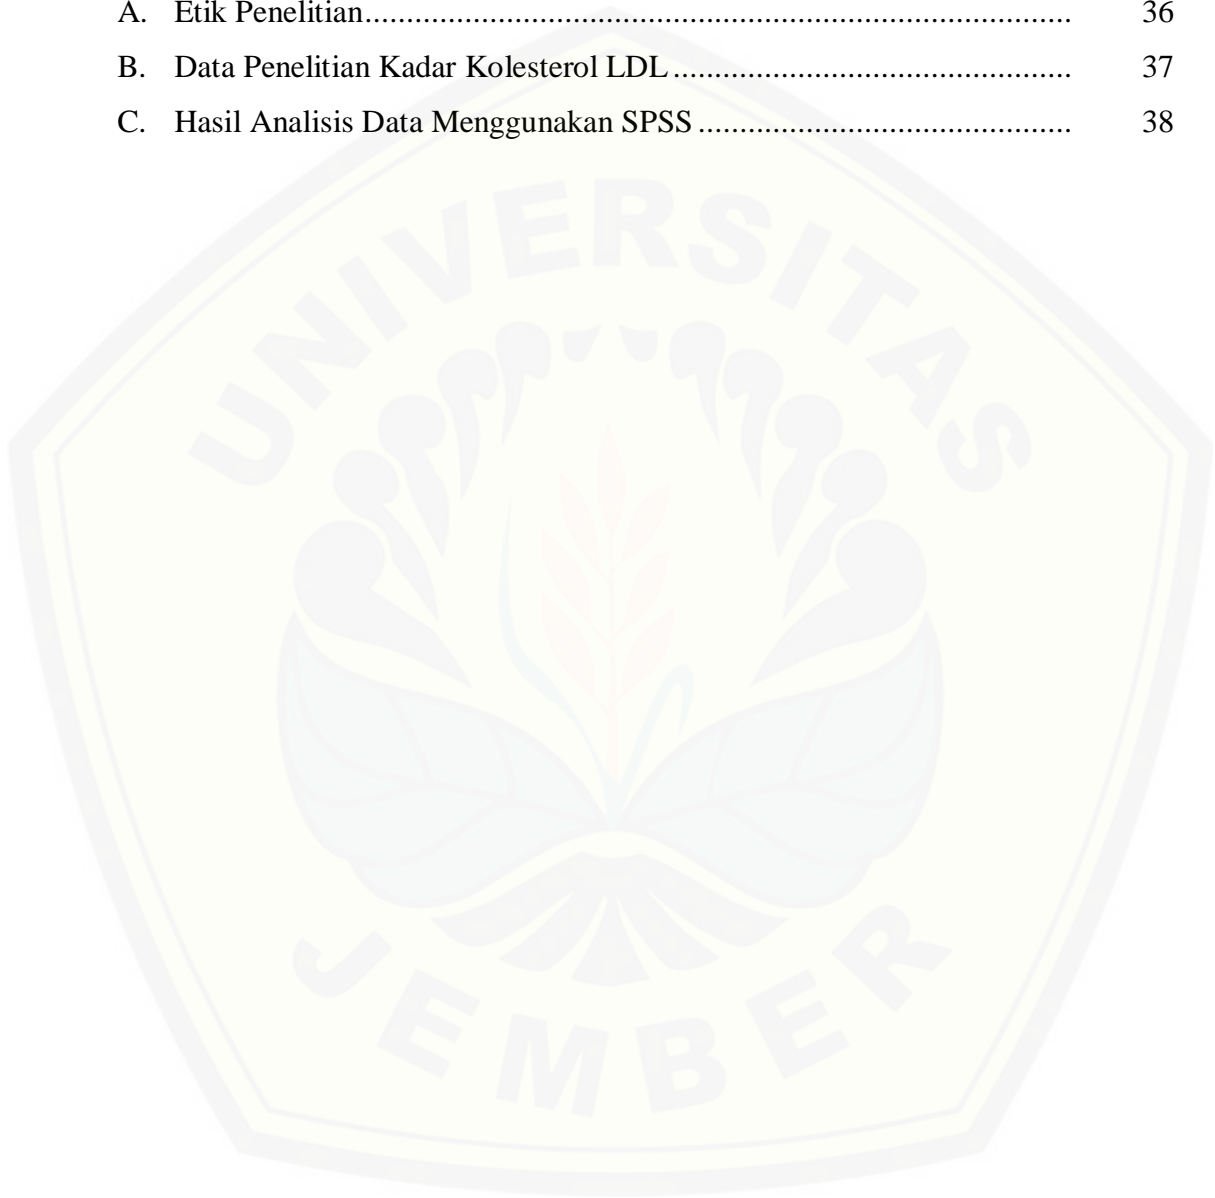 A. Etik Penelitian...................................................................................... 36
B. Data Penelitian Kadar Kolesterol LDL ................................................ 37
C. Hasil Analisis Data Menggunakan SPSS ............................................. 38
UNIVERSITAS
JEMBER